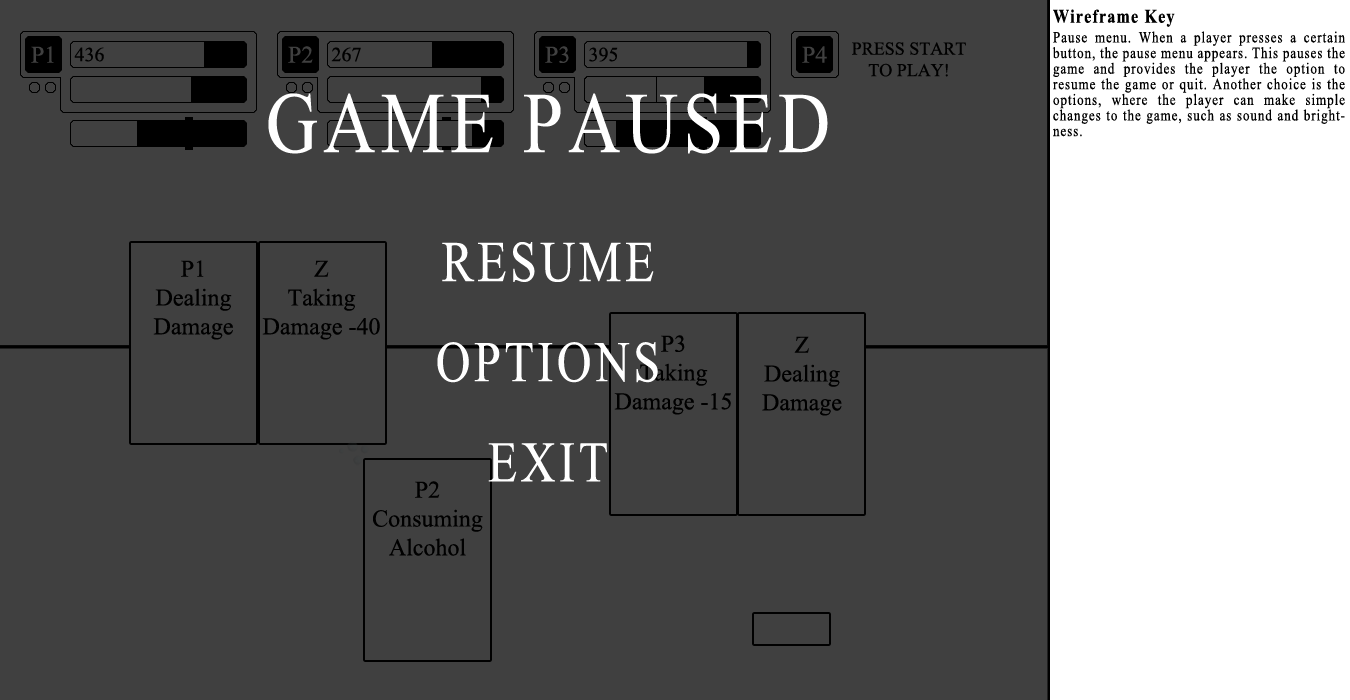 P1
436
P2
267
P3
395
P4
PRESS START
TO PLAY!
GAME PAUSED
RESUME
OPTIONS
EXIT
P1
Dealing
Damage
Z
Taking
Damage -40
P3
Taking
Damage -15
Z
Dealing
Damage
P2
Consuming
Alcohol
Wireframe Key
Pause menu. When a player presses a certain
button, the pause menu appears. This pauses the
game and provides the player the option to
resume the game or quit. Another choice is the
options, where the player can make simple
changes to the game, such as sound and bright-
ness.